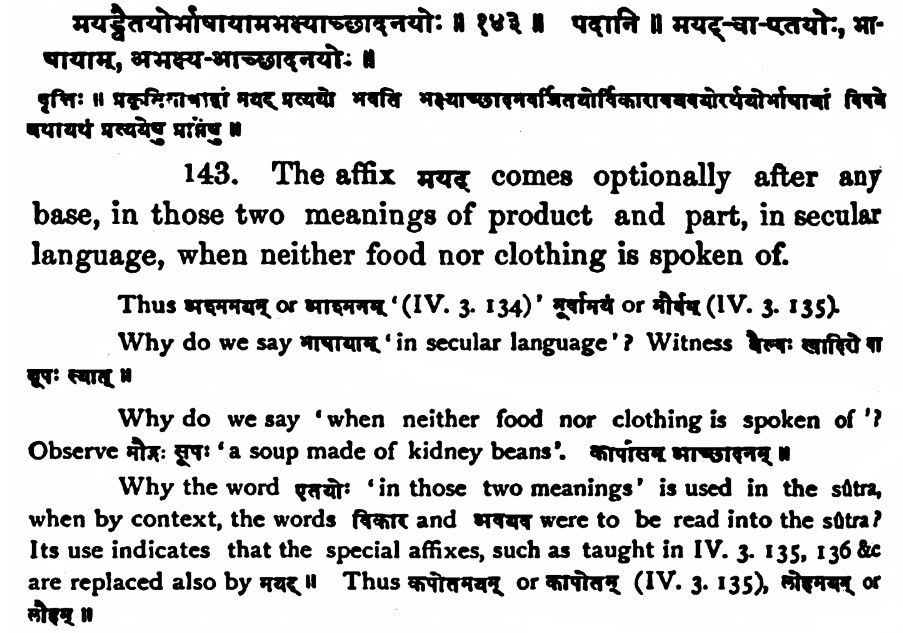 मयड्वैतयोर्भाषायामभक्ष्याच्छादनयोः ॥ १४३ ॥ पदानि ॥ मयट्-वा-एतयोः, भा-
षायाम्, अभक्ष्य-आच्छादनयोः ॥
वृत्तिः ॥ प्रकृतिमात्राद्वा मयट् प्रत्ययो भवति भक्ष्याच्छादनवर्जितयोर्विकारावयवयोरर्थयोर्भाषायां विषये
यथायथं प्रत्ययेषु प्राप्तेषु ॥
143. The affix मयट् comes optionally after any
base, in those two meanings of product and part, in secular
language, when neither food nor clothing is spoken of.
Thus अश्ममयम् or आश्मनम् ‘(IV. 3. 134)’ मूर्वामयं or मौर्वम् (IV. 3. 135).
Why do we say भाषायाम् ‘in secular language’? Witness बैल्वः खादिरो वा
यूपः स्यात् ॥
Why do we say ‘when neither food nor clothing is spoken of’?
Observe मौद्गः सूपः ‘a soup made of kidney beans’. कार्पासम् आच्छादनम् ॥
Why the word एतयोः ‘in those two meanings’ is used in the sûtra,
when by context, the words विकार and अवयव were to be read into the sûtra?
Its use indicates that the special affixes, such as taught in IV. 3. 135, 136 &c
are replaced also by मयट् ॥ Thus कपोतमयम् or कापोतम् (IV. 3. 135), लोहमयम् or
लौहम् ॥